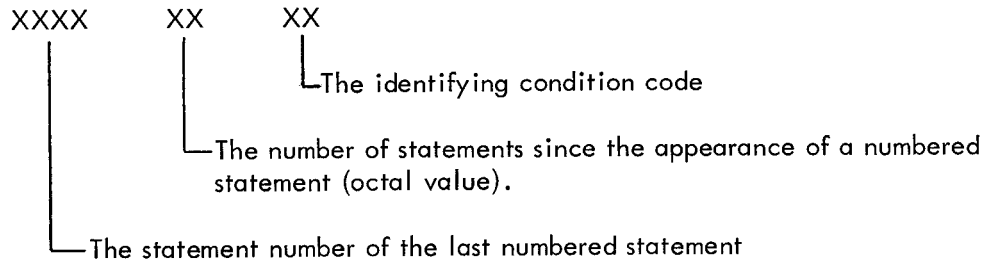 XXXX XX XX
The identifying condition code
The number of statements since the appearance of a numbered
statement (octal value).
The statement number of the last numbered statement